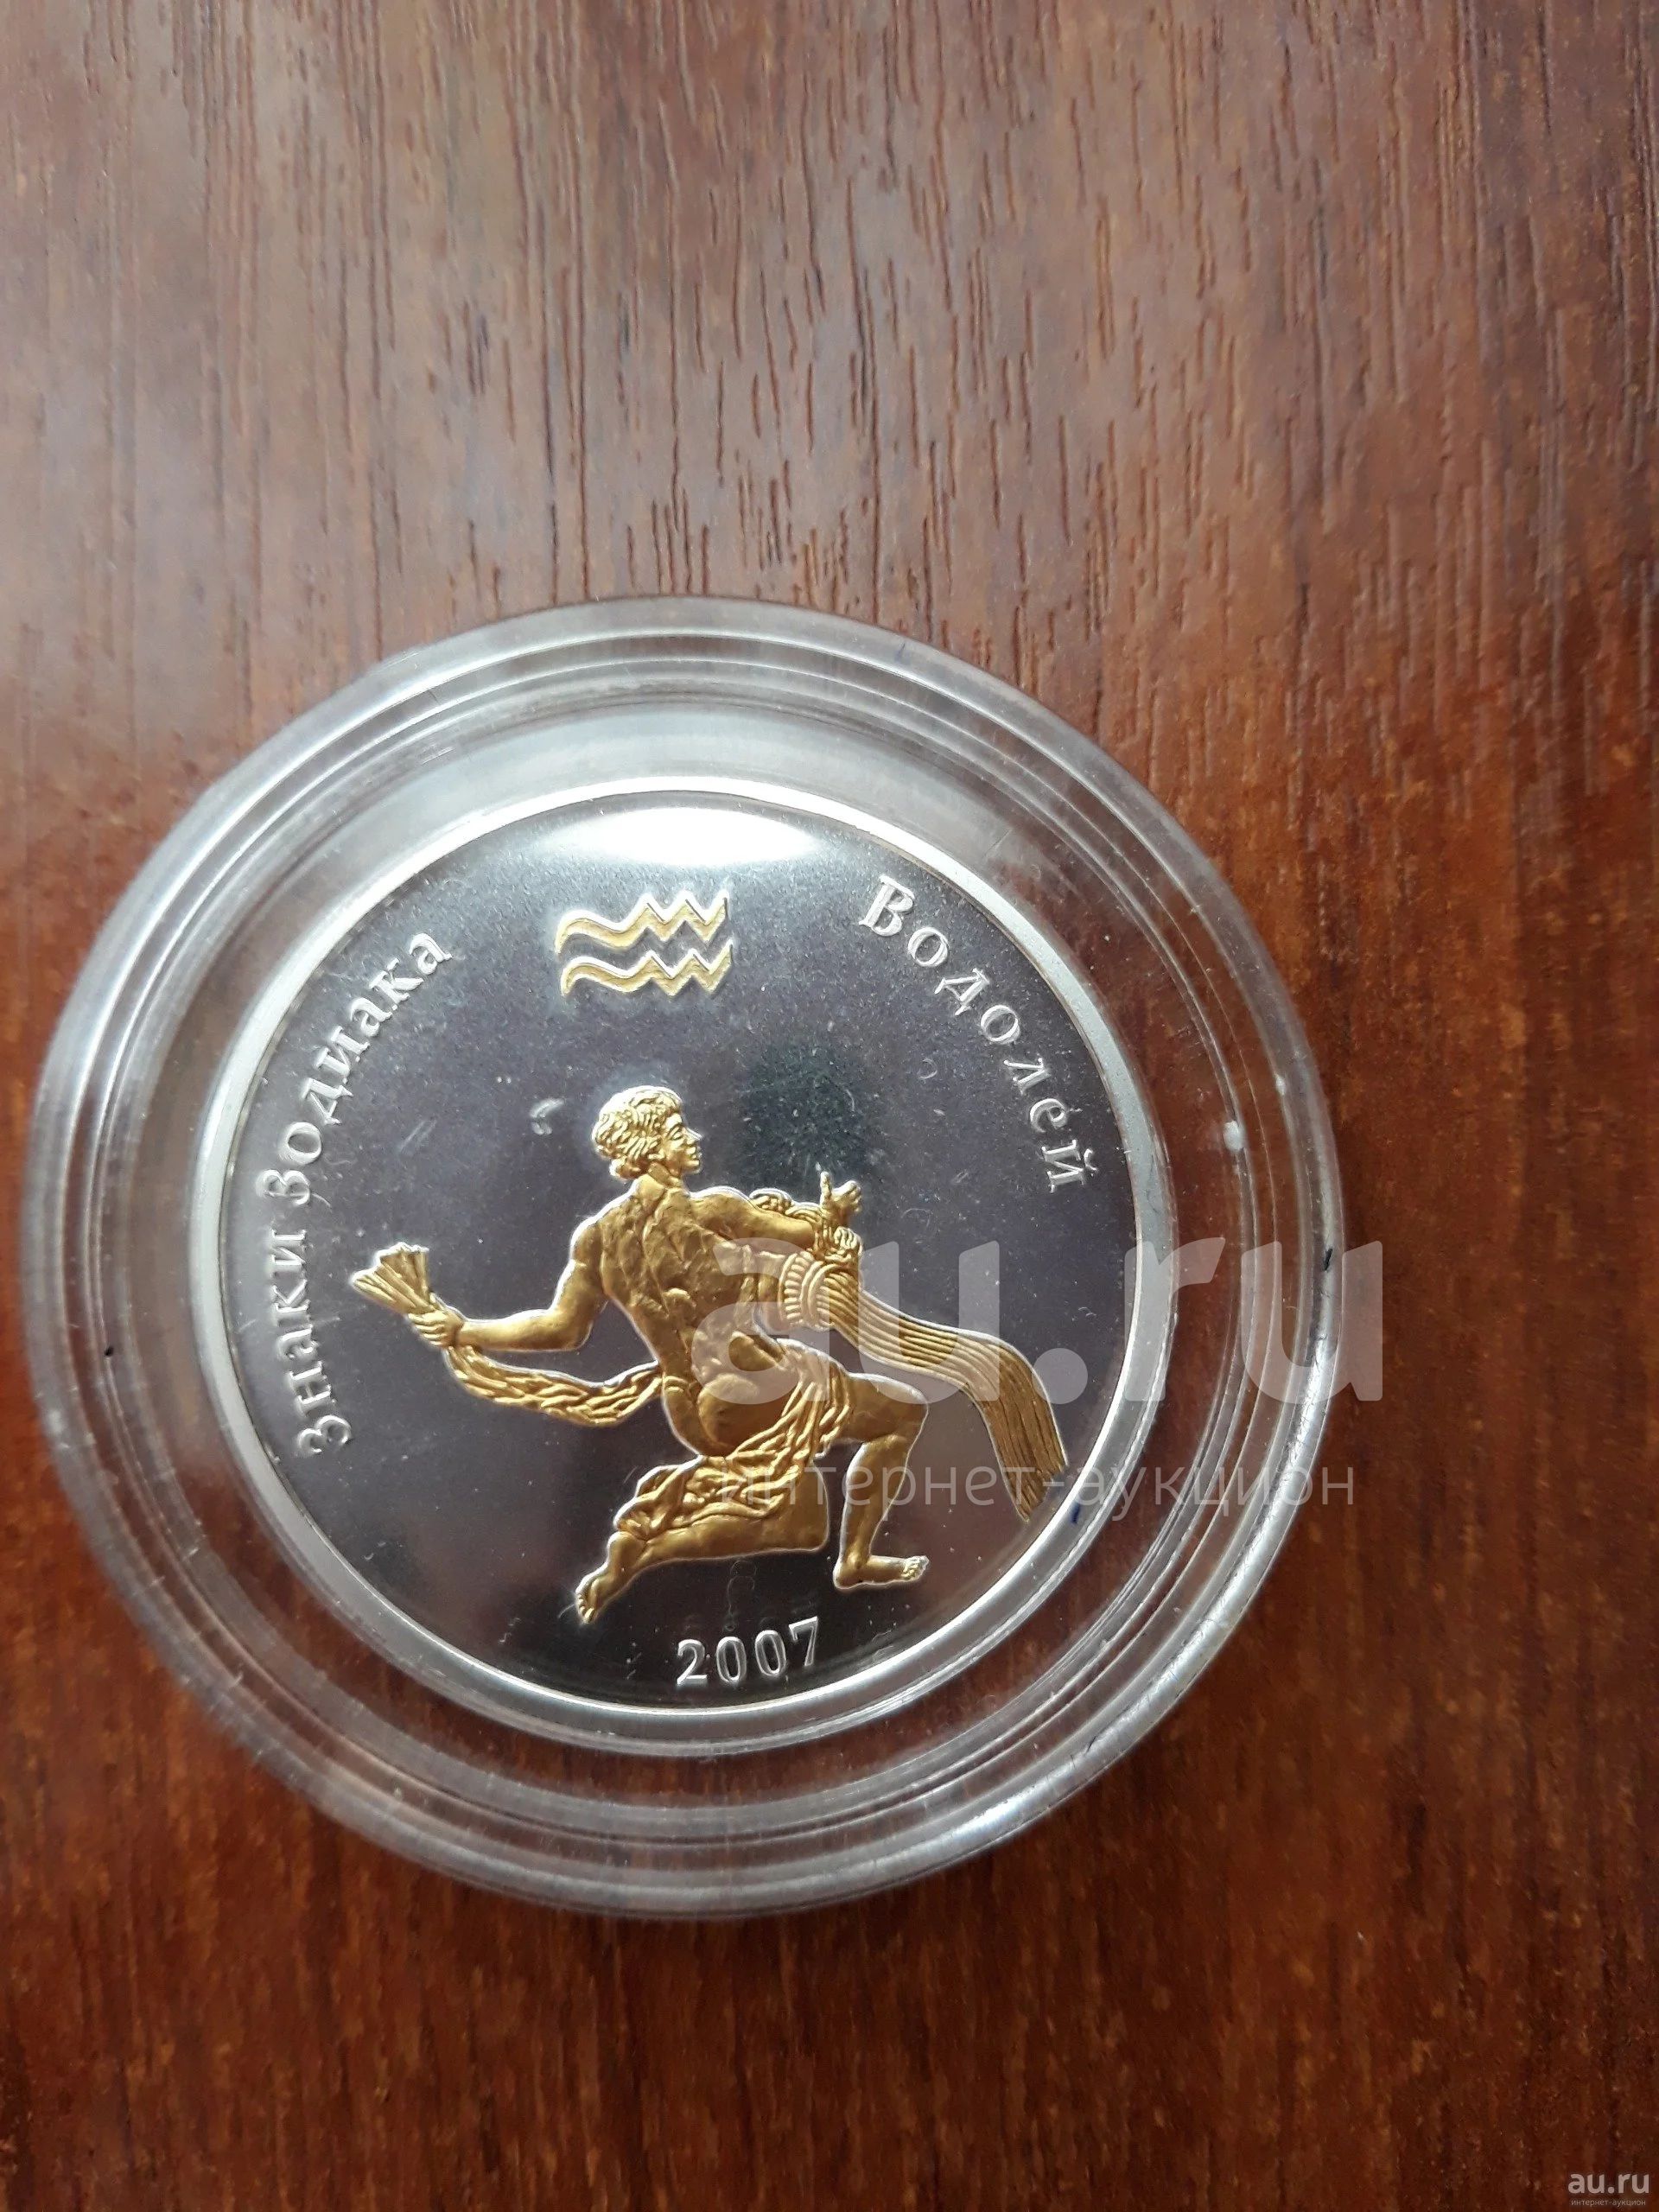 Знаки Зодиака
Водолей
2007
au.ru
интернет-аукцион
au.ru
интернет-аукцион